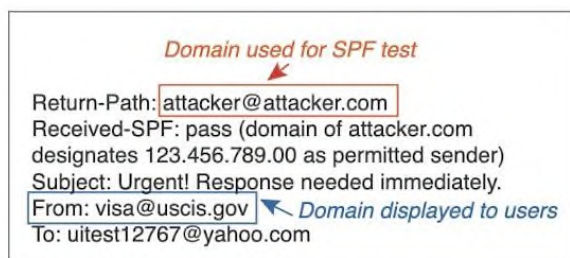 Domain used for SPF test
Return-Path: attacker@attacker.com
Received-SPF: pass (domain of attacker.com
designates 123.456.789.00 as permitted sender)
Subject: Urgent! Response needed immediately.
From: visa@uscis.gov Domain displayed to users
To: uitest12767@yahoo.com